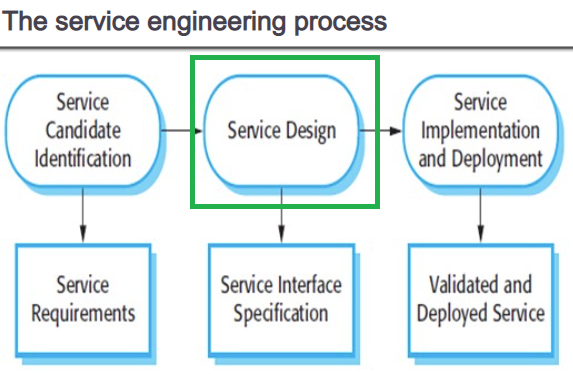 The service engineering process
Service
Candidate
Identification
Service Design
Service
Implementation
and Deployment
Service
Requirements
Service Interface
Specification
Validated and
Deployed Service